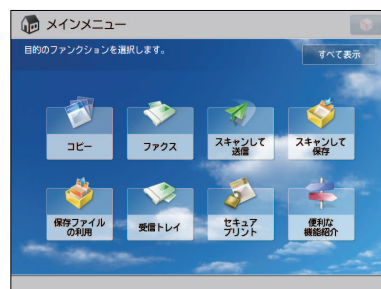 メインメニュー
目的のファンクションを選択します。
すべて表示
コピー
ファクス
スキャンして
送信
スキャンして
保存
保存ファイル
の利用
受信トレイ
セキュア
プリント
便利な
機能紹介